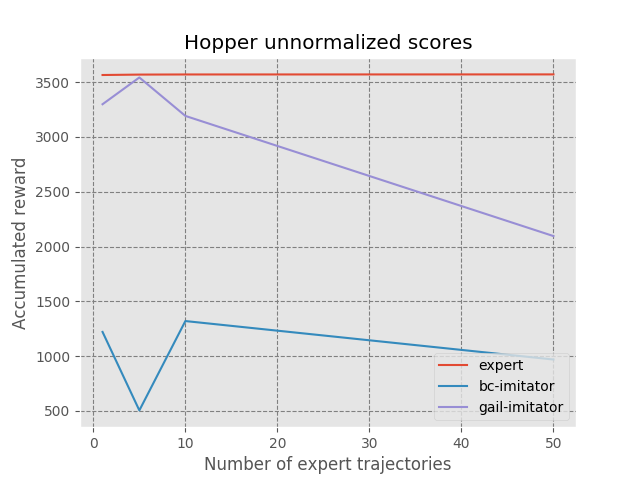 Hopper unnormalized scores
Accumulated reward
3500
3000
2500
2000
1500
1000
500
0
10
20
30
40
50
Number of expert trajectories
expert
bc-imitator
gail-imitator